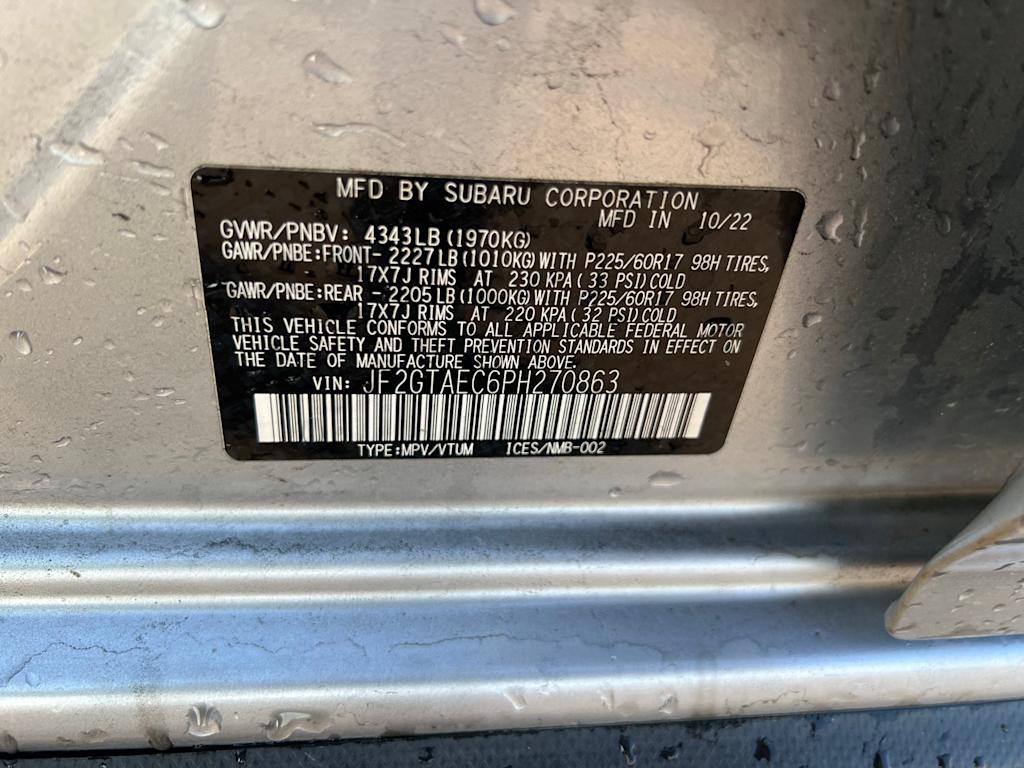 MFD BY SUBARU CORPORATION
MFD IN 10/22
GVWR/PNBV: 4343LB(1970KG)
GAWR/PNBE:FRONT- 2227LB(1010KG)WITH P225/60R17 98H TIRES,
17X7J RIMS AT 230 KPA(33 PSI)COLD
GAWR/PNBE:REAR - 2205LB(1000KG)WITH P225/60R17 98H TIRES,
17X7J RIMS AT 220 KPA(32 PSI)COLD
THIS VEHICLE CONFORMS TO ALL APPLICABLE FEDERAL MOTOR
VEHICLE SAFETY AND THEFT PREVENTION STANDARDS IN EFFECT ON
THE DATE OF MANUFACTURE SHOWN ABOVE.
VIN: JF2GTAEC6PH270863
TYPE:MPV/VTUM ICES/NMB-002